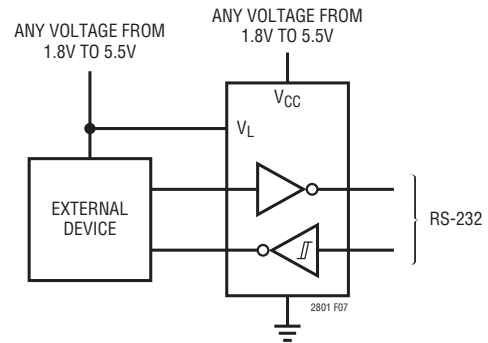 ANY VOLTAGE FROM
1.8V TO 5.5V
ANY VOLTAGE FROM
1.8V TO 5.5V
VCC
VL
EXTERNAL
DEVICE
RS-232
2801 F07